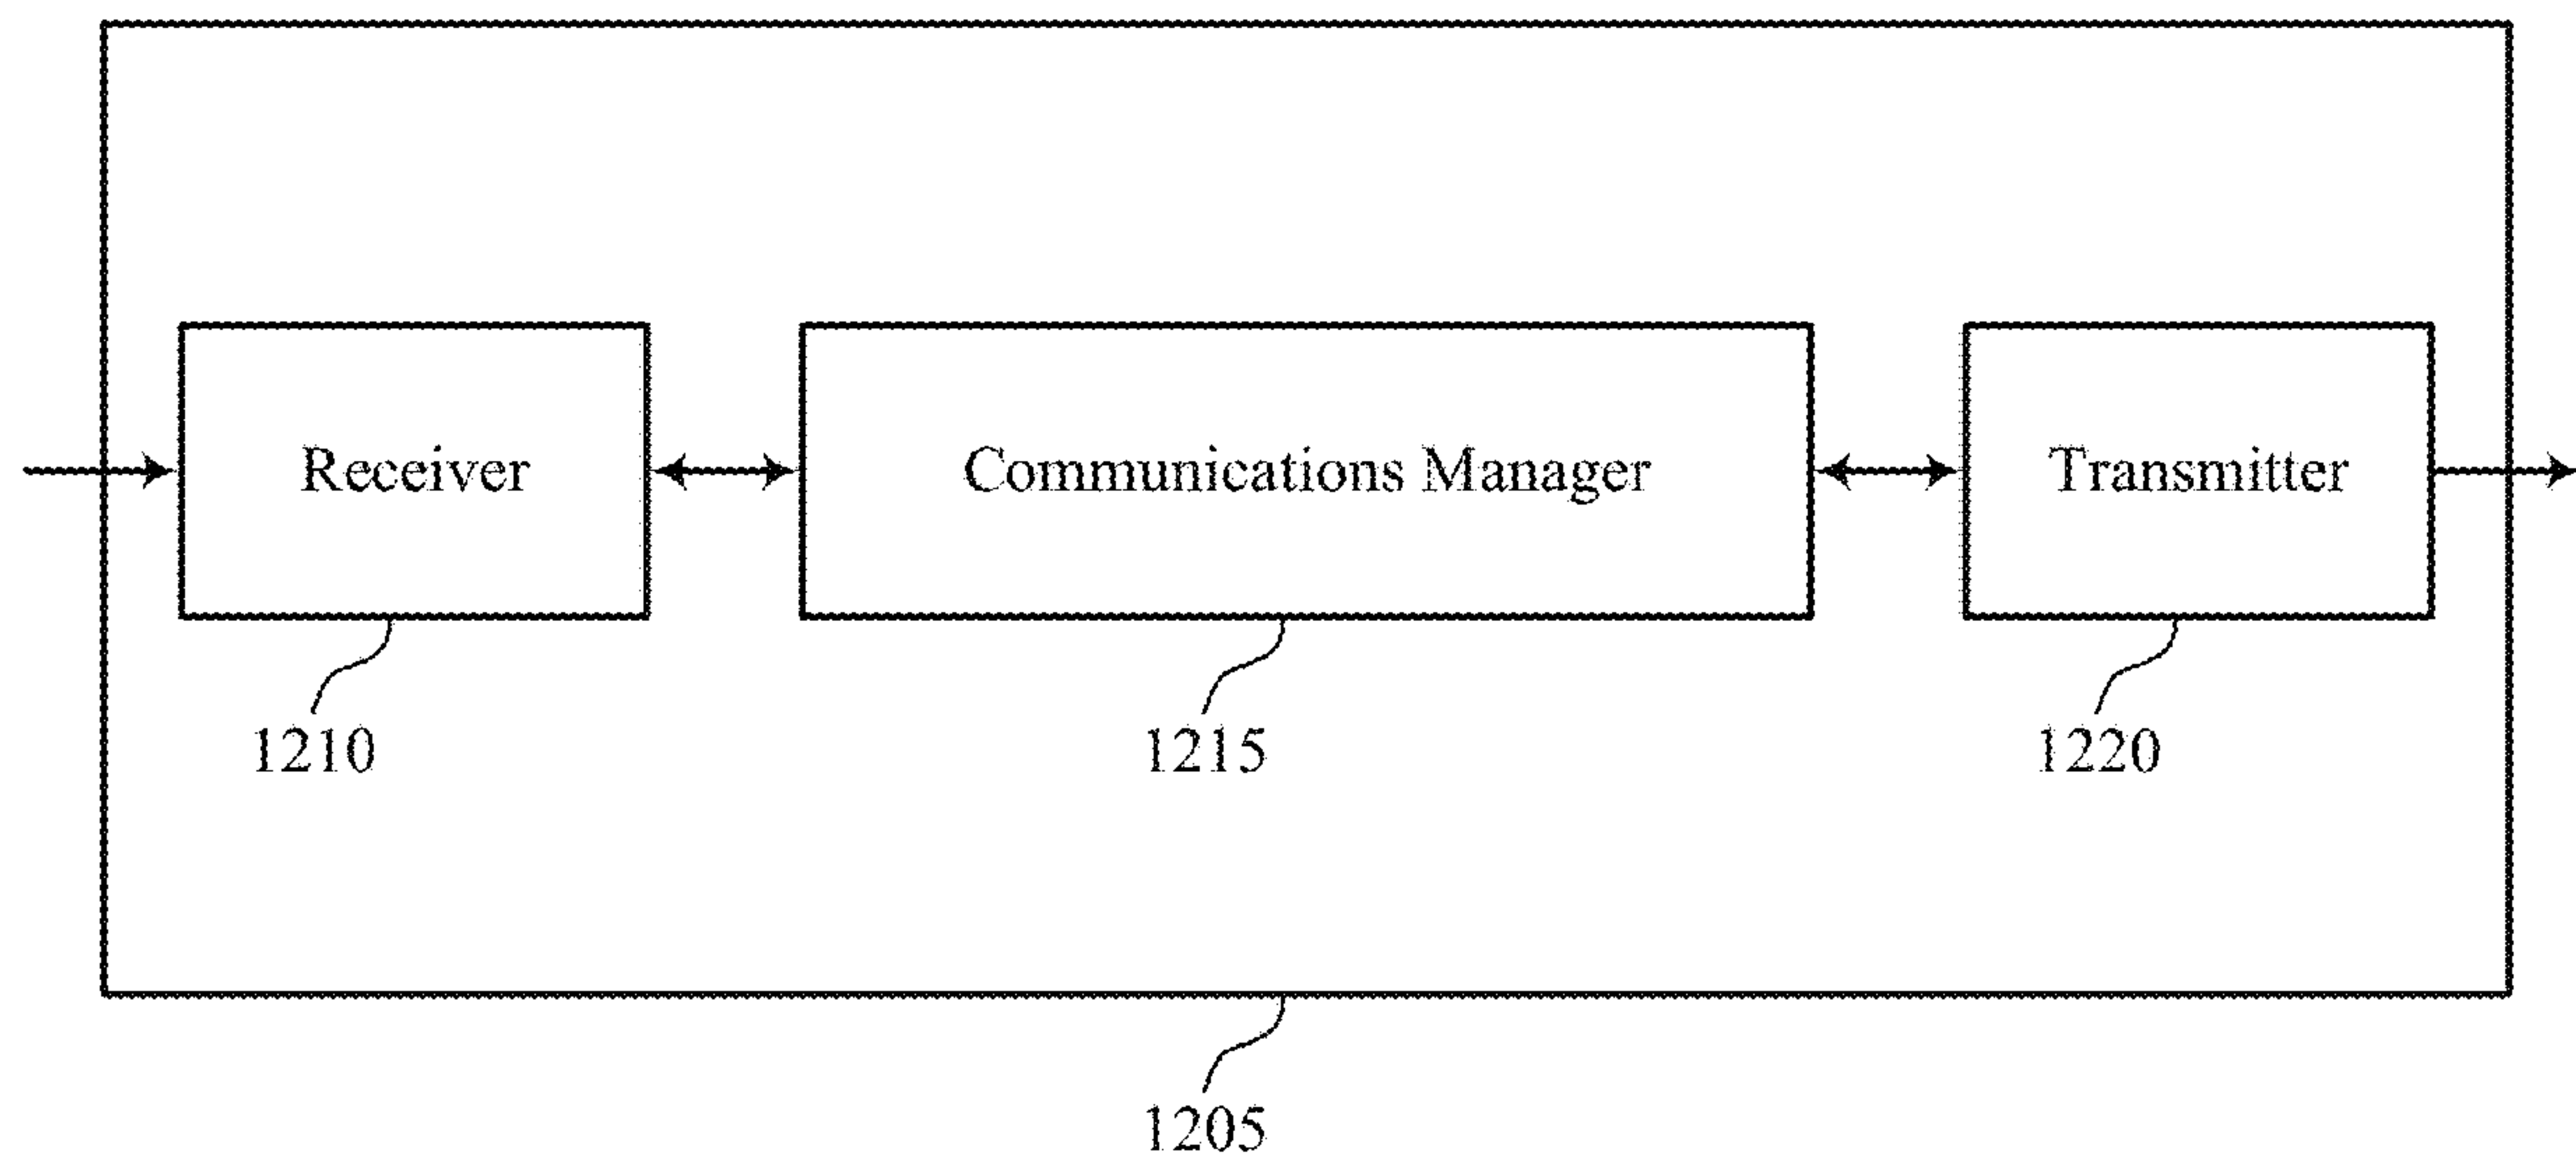 Receiver
Communications Manager
Transmitter
1210
1215
1220
1205